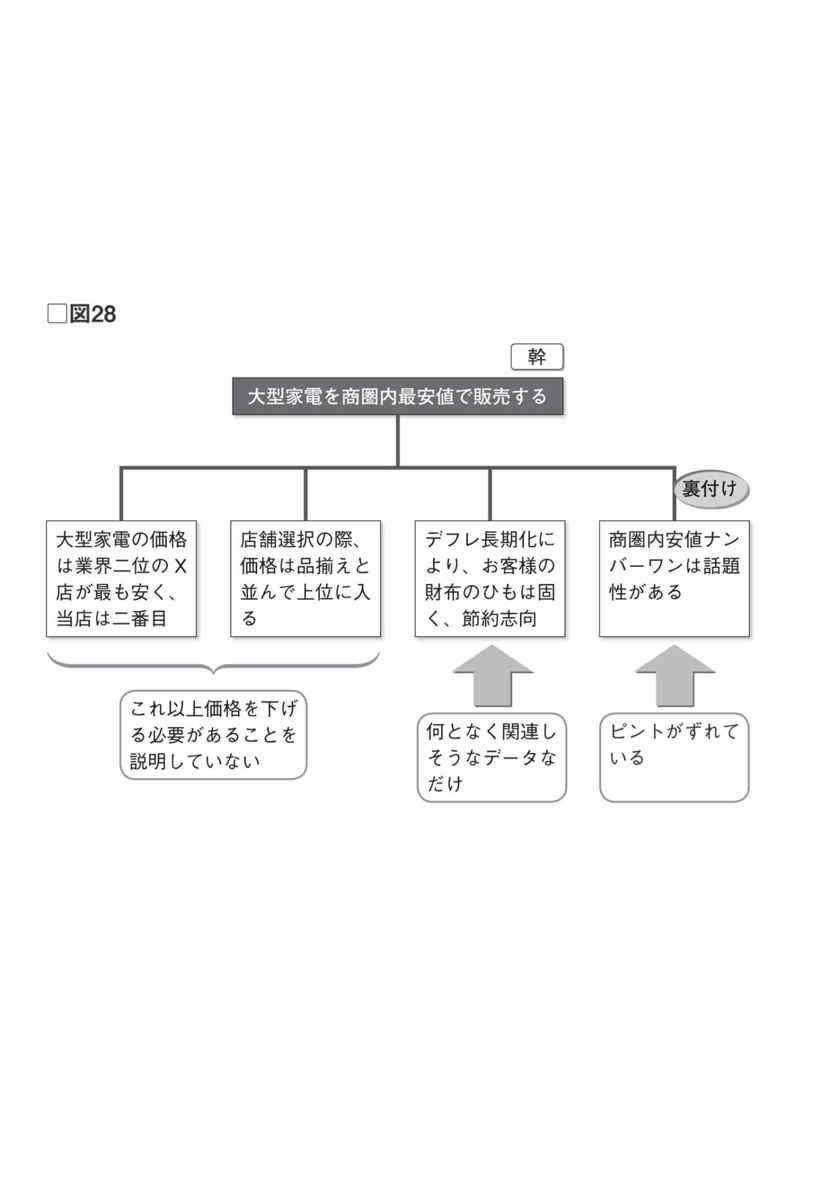 □図28
幹
大型家電を商圏内最安値で販売する
裏付け
大型家電の価格
は業界二位のX
店が最も安く、
当店は二番目
店舗選択の際、
価格は品揃えと
並んで上位に入
る
デフレ長期化に
より、お客様の
財布のひもは固
く、節約志向
商圏内安値ナン
バーワンは話題
性がある
これ以上価格を下げ
る必要があることを
説明していない
何となく関連し
そうなデータな
だけ
ピントがずれて
いる